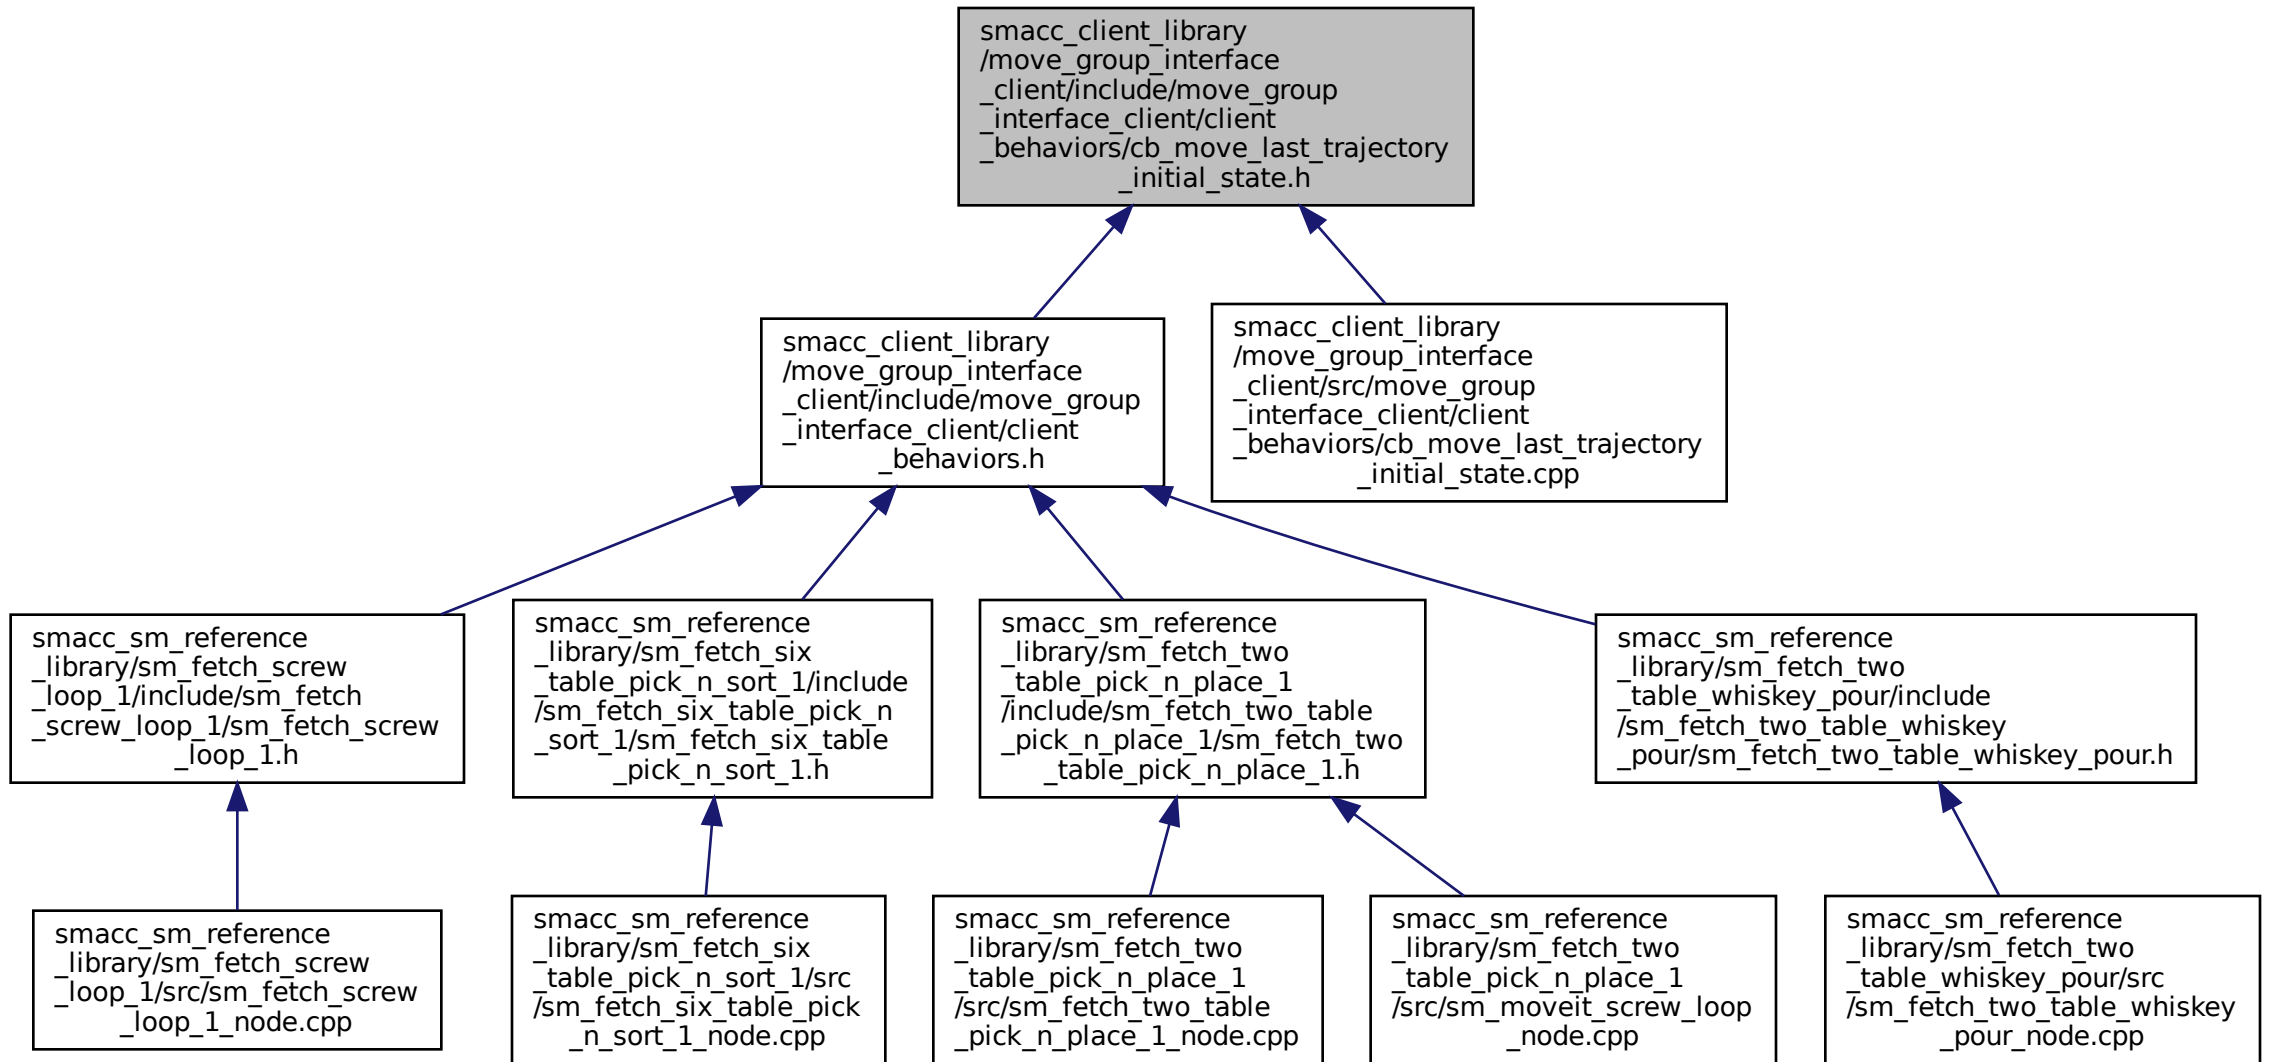 smacc_client_library
/move_group_interface
_client/include/move_group
_interface_client/client
_behaviors/cb_move_last_trajectory
_initial_state.h
smacc_client_library
/move_group_interface
_client/include/move_group
_interface_client/client
_behaviors.h
smacc_client_library
/move_group_interface
_client/src/move_group
_interface_client/client
_behaviors/cb_move_last_trajectory
_initial_state.cpp
smacc_sm_reference
_library/sm_fetch_screw
_loop_1/include/sm_fetch
_screw_loop_1/sm_fetch_screw
_loop_1.h
smacc_sm_reference
_library/sm_fetch_six
_table_pick_n_sort_1/include
/sm_fetch_six_table_pick_n
_sort_1/sm_fetch_six_table
_pick_n_sort_1.h
smacc_sm_reference
_library/sm_fetch_two
_table_pick_n_place_1
/include/sm_fetch_two_table
_pick_n_place_1/sm_fetch_two
_table_pick_n_place_1.h
smacc_sm_reference
_library/sm_fetch_two
_table_whiskey_pour/include
/sm_fetch_two_table_whiskey
_pour/sm_fetch_two_table_whiskey_pour.h
smacc_sm_reference
_library/sm_fetch_screw
_loop_1/src/sm_fetch_screw
_loop_1_node.cpp
smacc_sm_reference
_library/sm_fetch_six
_table_pick_n_sort_1/src
/sm_fetch_six_table_pick
_n_sort_1_node.cpp
smacc_sm_reference
_library/sm_fetch_two
_table_pick_n_place_1
/src/sm_fetch_two_table
_pick_n_place_1_node.cpp
smacc_sm_reference
_library/sm_fetch_two
_table_pick_n_place_1
/src/sm_moveit_screw_loop
_node.cpp
smacc_sm_reference
_library/sm_fetch_two
_table_whiskey_pour/src
/sm_fetch_two_table_whiskey
_pour_node.cpp